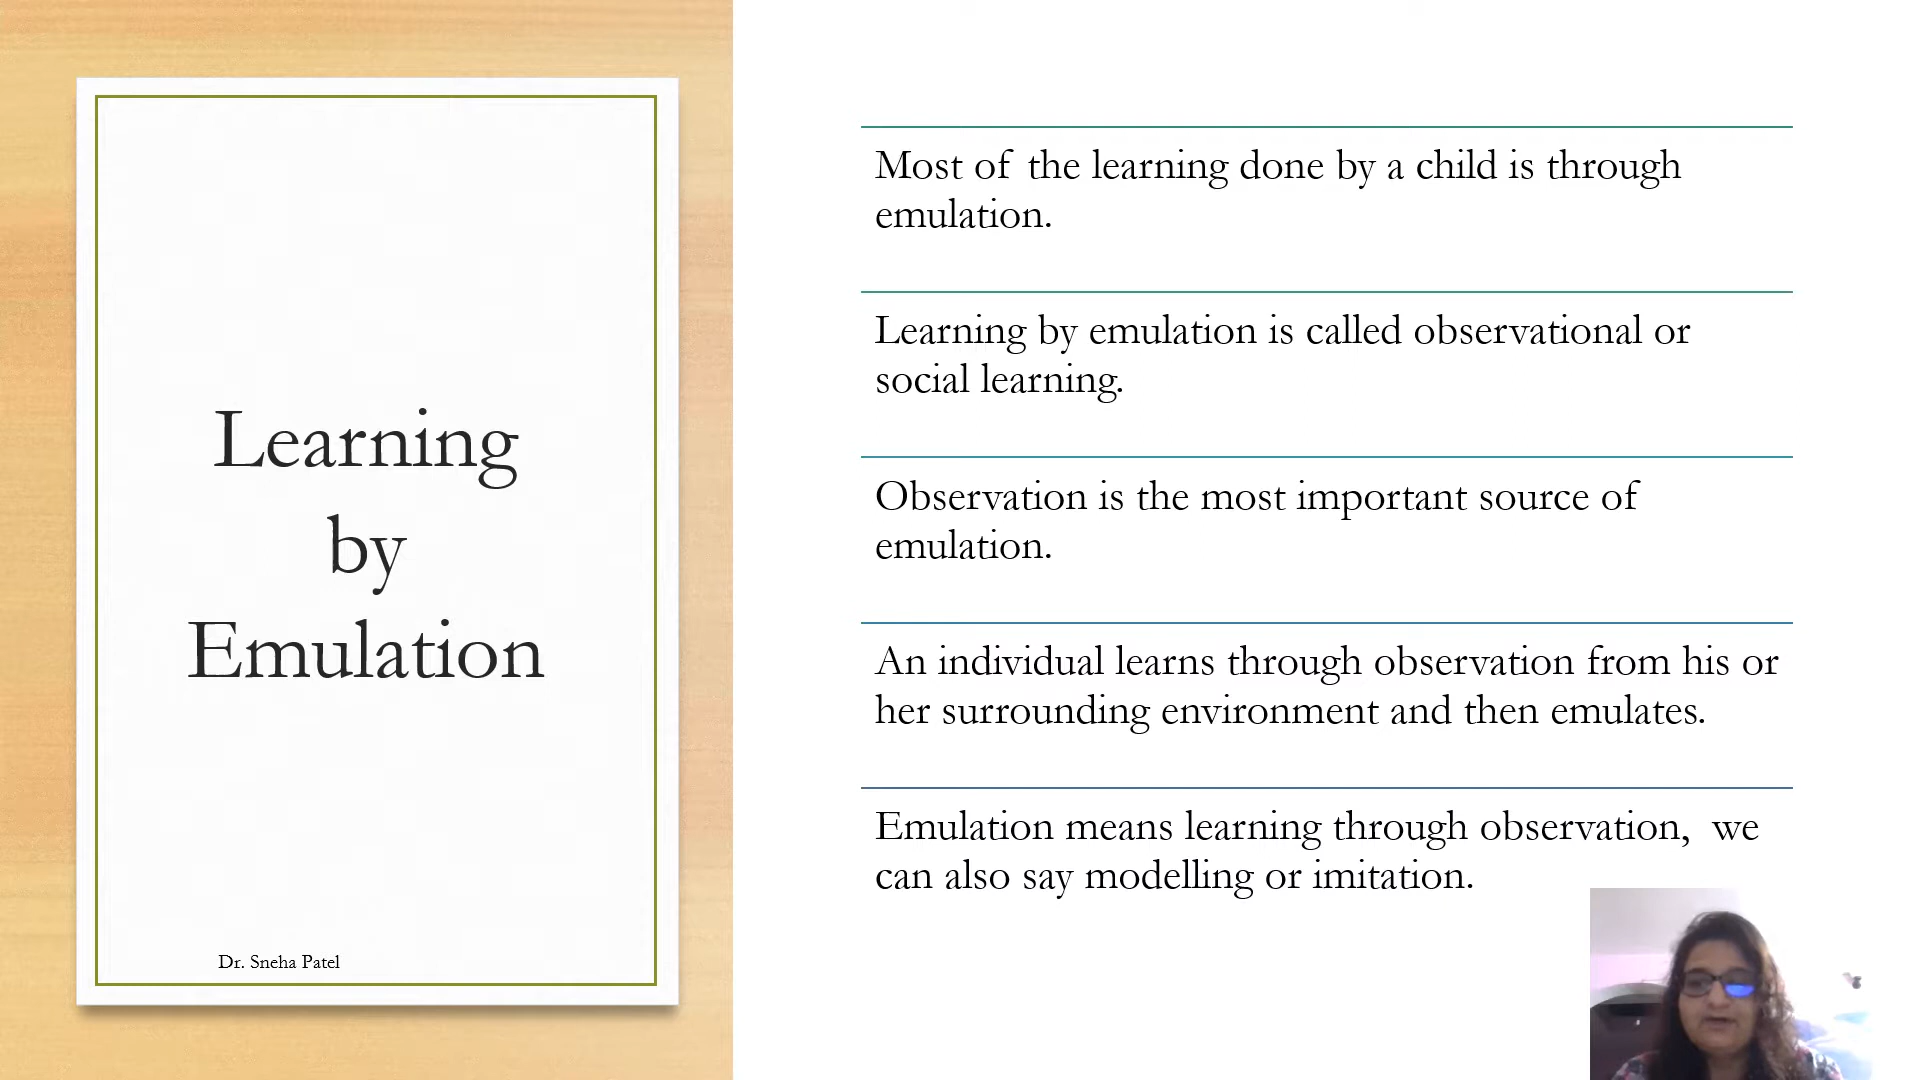 Learning
by
Emulation
Dr. Sneha Patel
Most of the learning done by a child is through
emulation.
Learning by emulation is called observational or
social learning.
Observation is the most important source of
emulation.
An individual learns through observation from his or
her surrounding environment and then emulates.
Emulation means learning through observation,  we
can also say modelling or imitation.